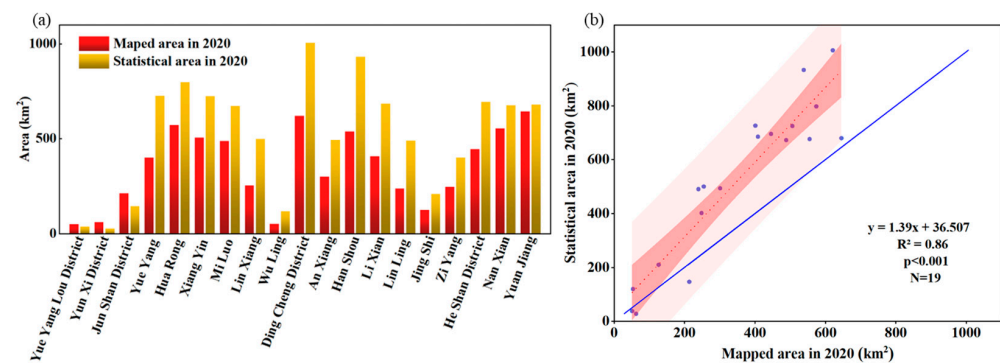 (a)
Maped area in 2020
Statistical area in 2020
1000
500
0
Area (km²)
Yue Yang Lou District
Yun Xi District
Jun Shan District
Yue Yang
Hua Rong
Xiang Yin
Mi Luo
Lin Xiang
Wu Ling
Ding Cheng District
An Xiang
Han Shou
Li Xian
Lin Ling
Jing Shi
Zi Yang
He Shan District
Nan Xian
Yuan Jiang
(b)
1000
800
600
400
200
0
Statistical area in 2020 (km²)
y = 1.39x + 36.507
R² = 0.86
p<0.001
N=19
0 200 400 600 800 1000
Mapped area in 2020 (km²)